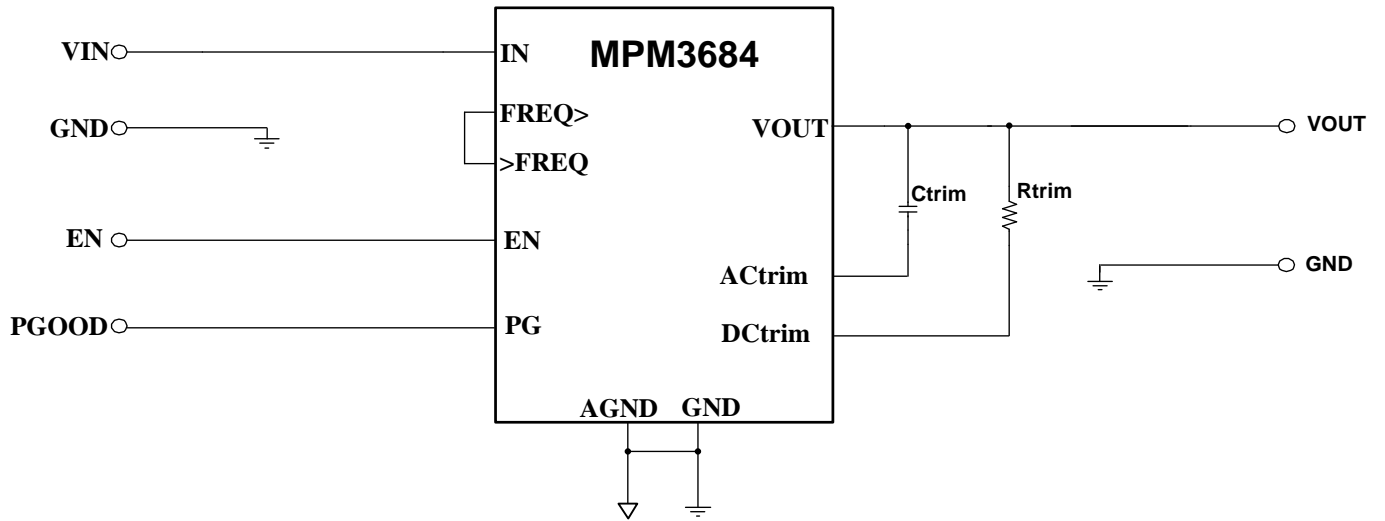 MPM3684
VIN
IN
GND
FREQ>
>FREQ
VOUT
VOUT
Ctrim
Rtrim
EN
EN
ACtrim
GND
PGOOD
PG
DCtrim
AGND
GND